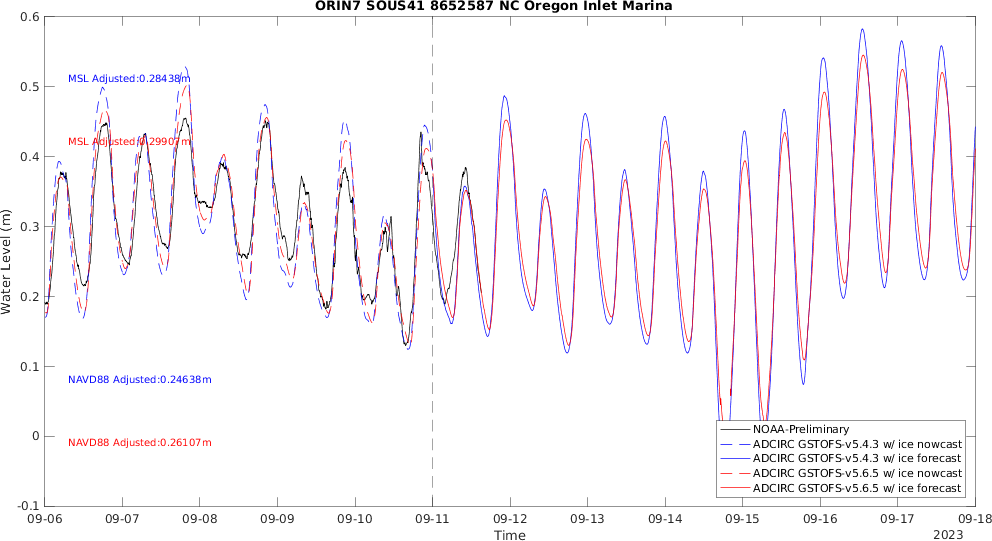 ORIN7 SOUS41 8652587 NC Oregon Inlet Marina
0.6
0.5
0.4
0.3
0.2
0.1
0
-0.1
Water Level (m)
MSL Adjusted:0.28438m
MSL Adjusted:0.29907m
NAVD88 Adjusted:0.24638m
NAVD88 Adjusted:0.26107m
NOAA-Preliminary
ADCIRC GSTOFS-v5.4.3 w/ ice nowcast
ADCIRC GSTOFS-v5.4.3 w/ ice forecast
ADCIRC GSTOFS-v5.6.5 w/ ice nowcast
ADCIRC GSTOFS-v5.6.5 w/ ice forecast
09-06 09-07 09-08 09-09 09-10 09-11 09-12 09-13 09-14 09-15 09-16 09-17 09-18
Time
2023